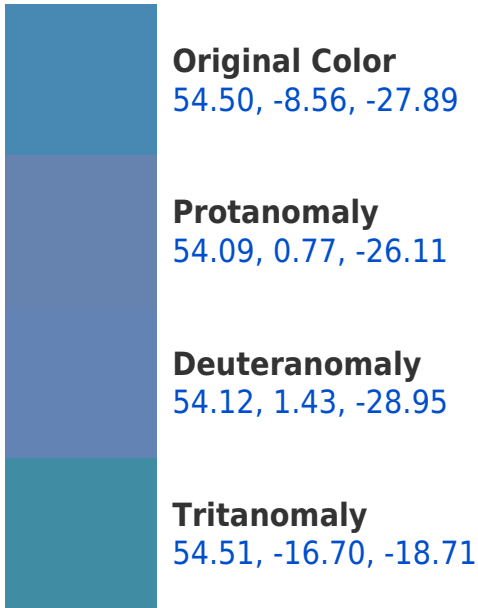 Original Color
54.50, -8.56, -27.89
Protanomaly
54.09, 0.77, -26.11
Deuteranomaly
54.12, 1.43, -28.95
Tritanomaly
54.51, -16.70, -18.71